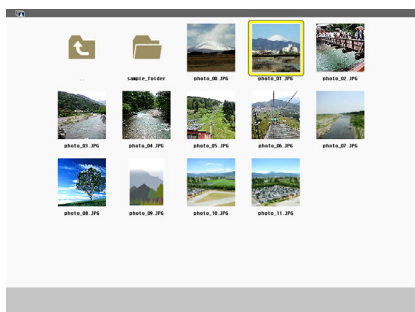 ..
sample_folder
photo_00.JPG
photo_01.JPG
photo_02.JPG
photo_03.JPG
photo_04.JPG
photo_05.JPG
photo_06.JPG
photo_07.JPG
photo_08.JPG
photo_09.JPG
photo_10.JPG
photo_11.JPG